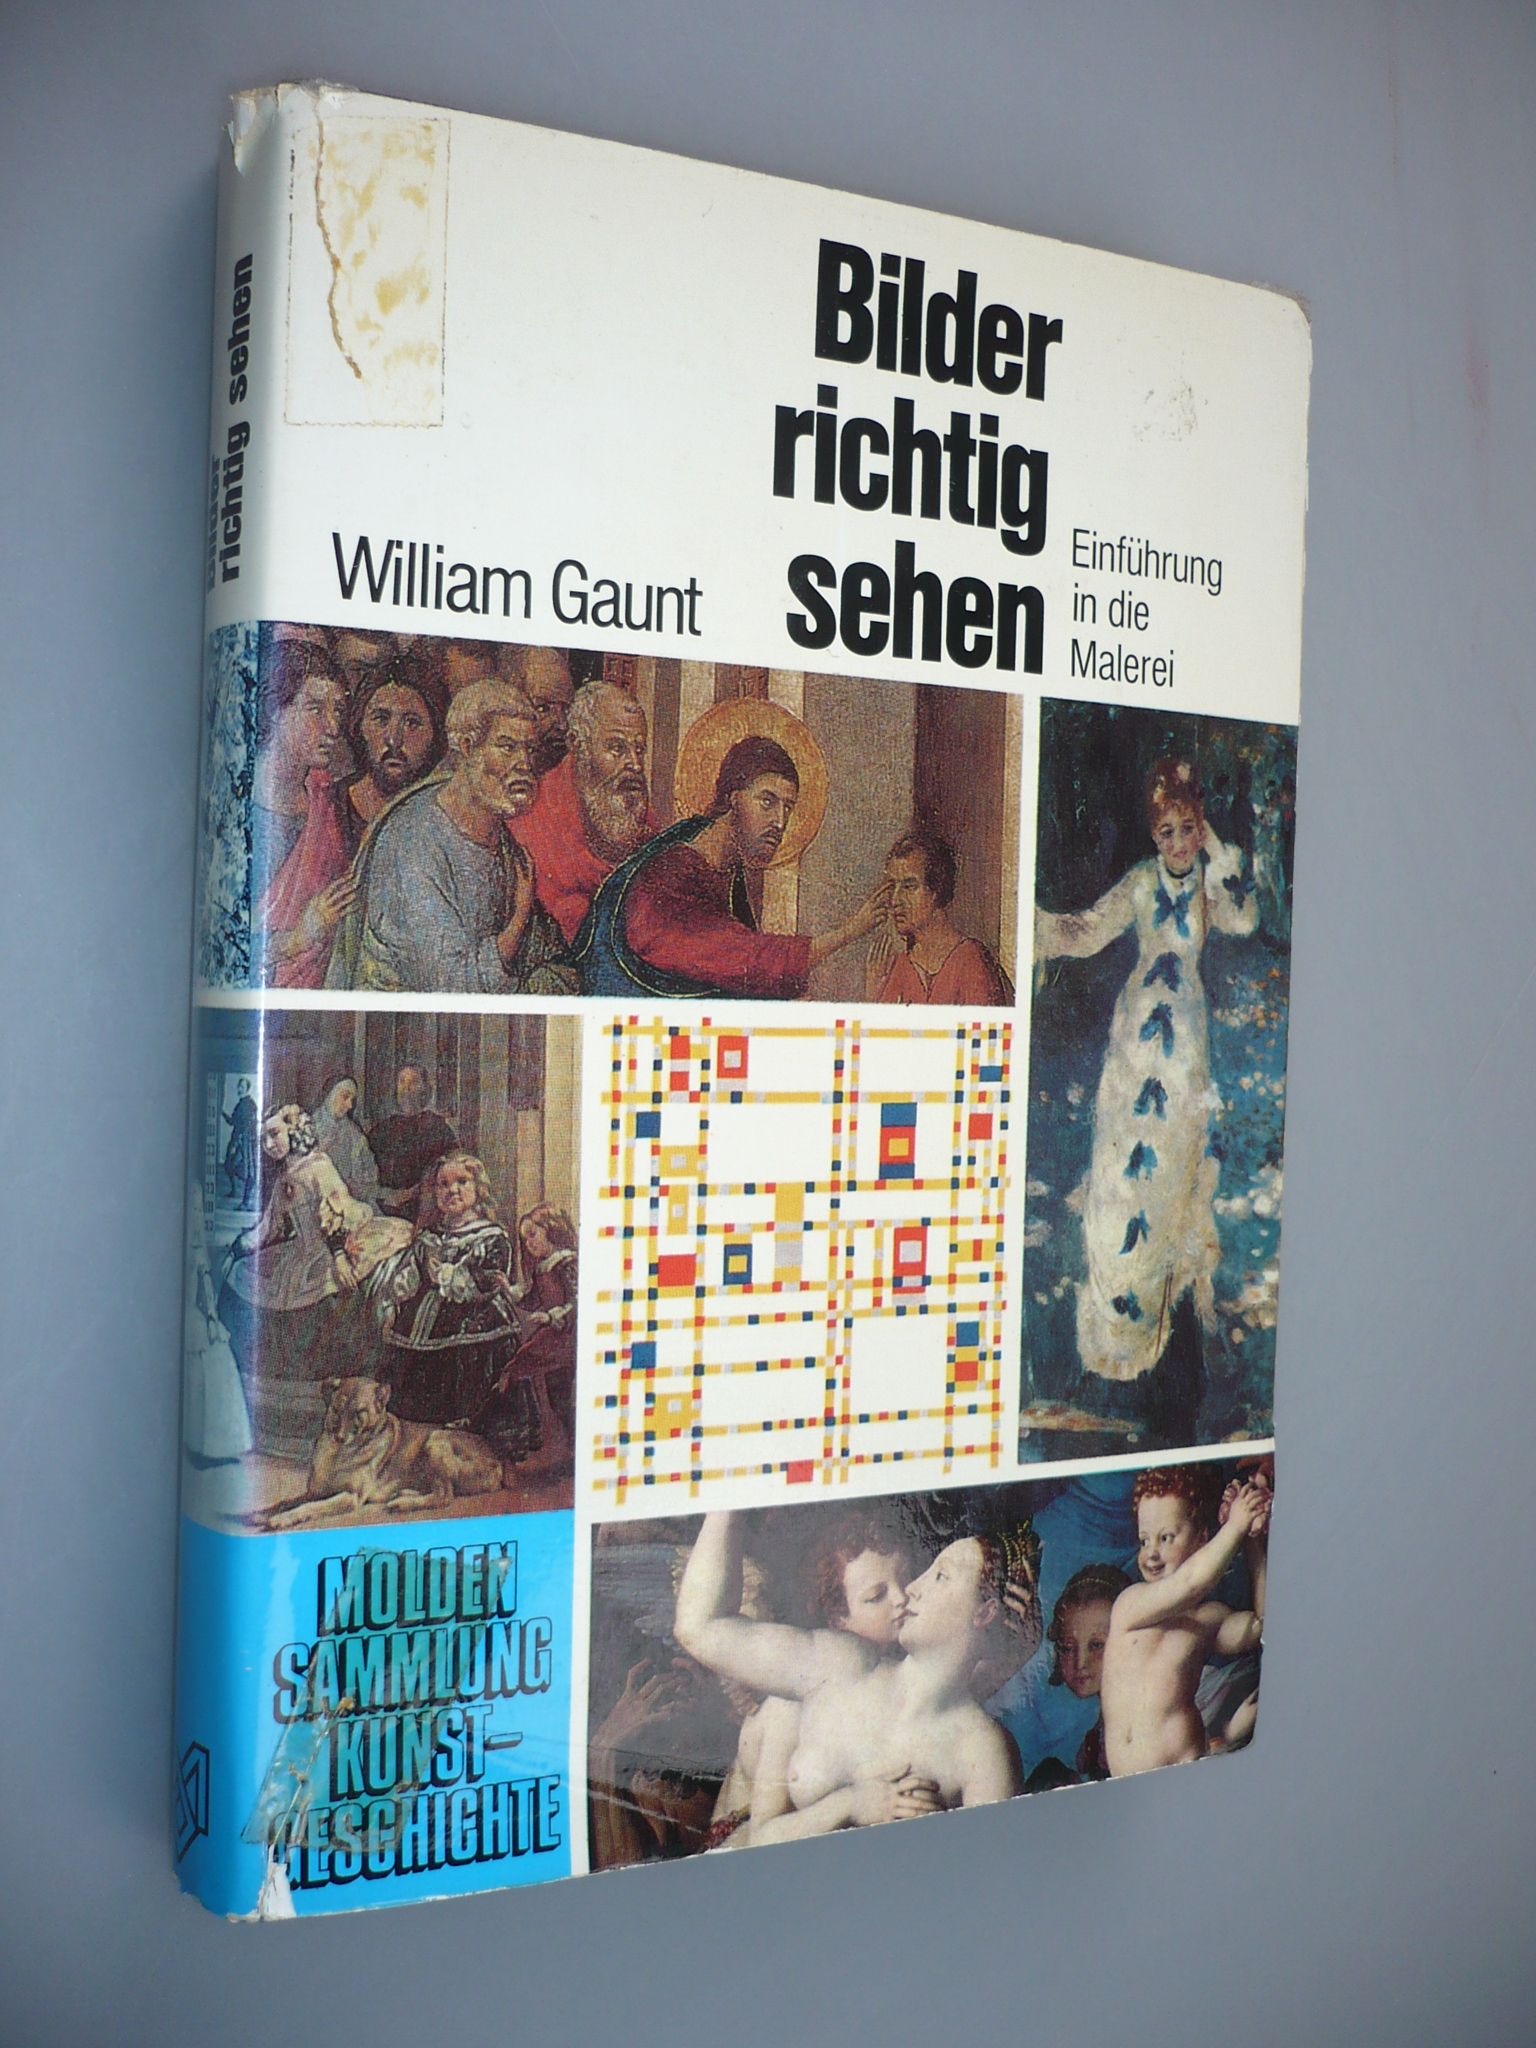 Bilder
richtig sehen
Bilder
richtig
sehen
William Gaunt
Einführung
in die
Malerei
MOLDEN
SAMMLUNG
KUNST-
GESCHICHTE